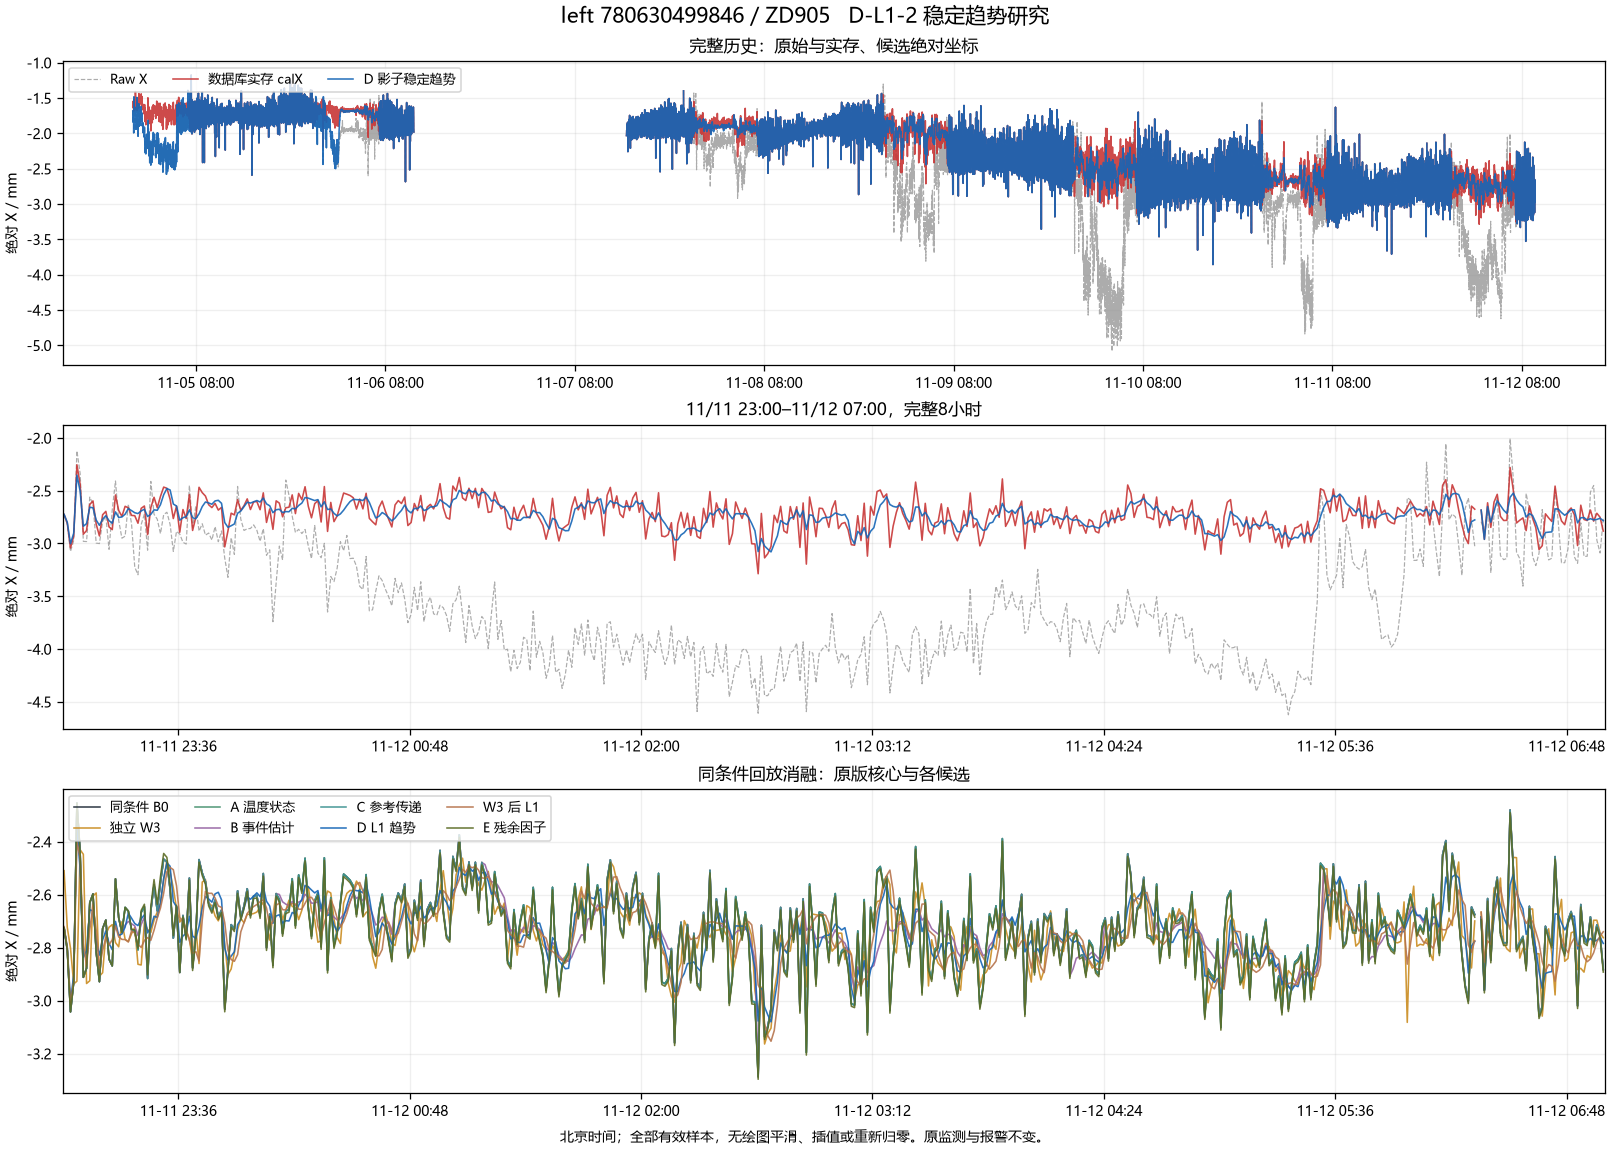 left 780630499846 / ZD905   D-L1-2 稳定趋势研究
完整历史：原始与实存、候选绝对坐标
Raw X   数据库实存 calX   D 影子稳定趋势
绝对 X / mm
-1.0
-1.5
-2.0
-2.5
-3.0
-3.5
-4.0
-4.5
-5.0
11-05 08:00   11-06 08:00   11-07 08:00   11-08 08:00   11-09 08:00   11-10 08:00   11-11 08:00   11-12 08:00
11/11 23:00–11/12 07:00，完整8小时
绝对 X / mm
-2.0
-2.5
-3.0
-3.5
-4.0
-4.5
11-11 23:36   11-12 00:48   11-12 02:00   11-12 03:12   11-12 04:24   11-12 05:36   11-12 06:48
同条件回放消融：原版核心与各候选
同条件 B0   A 温度状态   C 参考传递   W3 后 L1
独立 W3   B 事件估计   D L1 趋势   E 残余因子
绝对 X / mm
-2.4
-2.6
-2.8
-3.0
-3.2
11-11 23:36   11-12 00:48   11-12 02:00   11-12 03:12   11-12 04:24   11-12 05:36   11-12 06:48
北京时间；全部有效样本，无绘图平滑、插值或重新归零。原监测与报警不变。